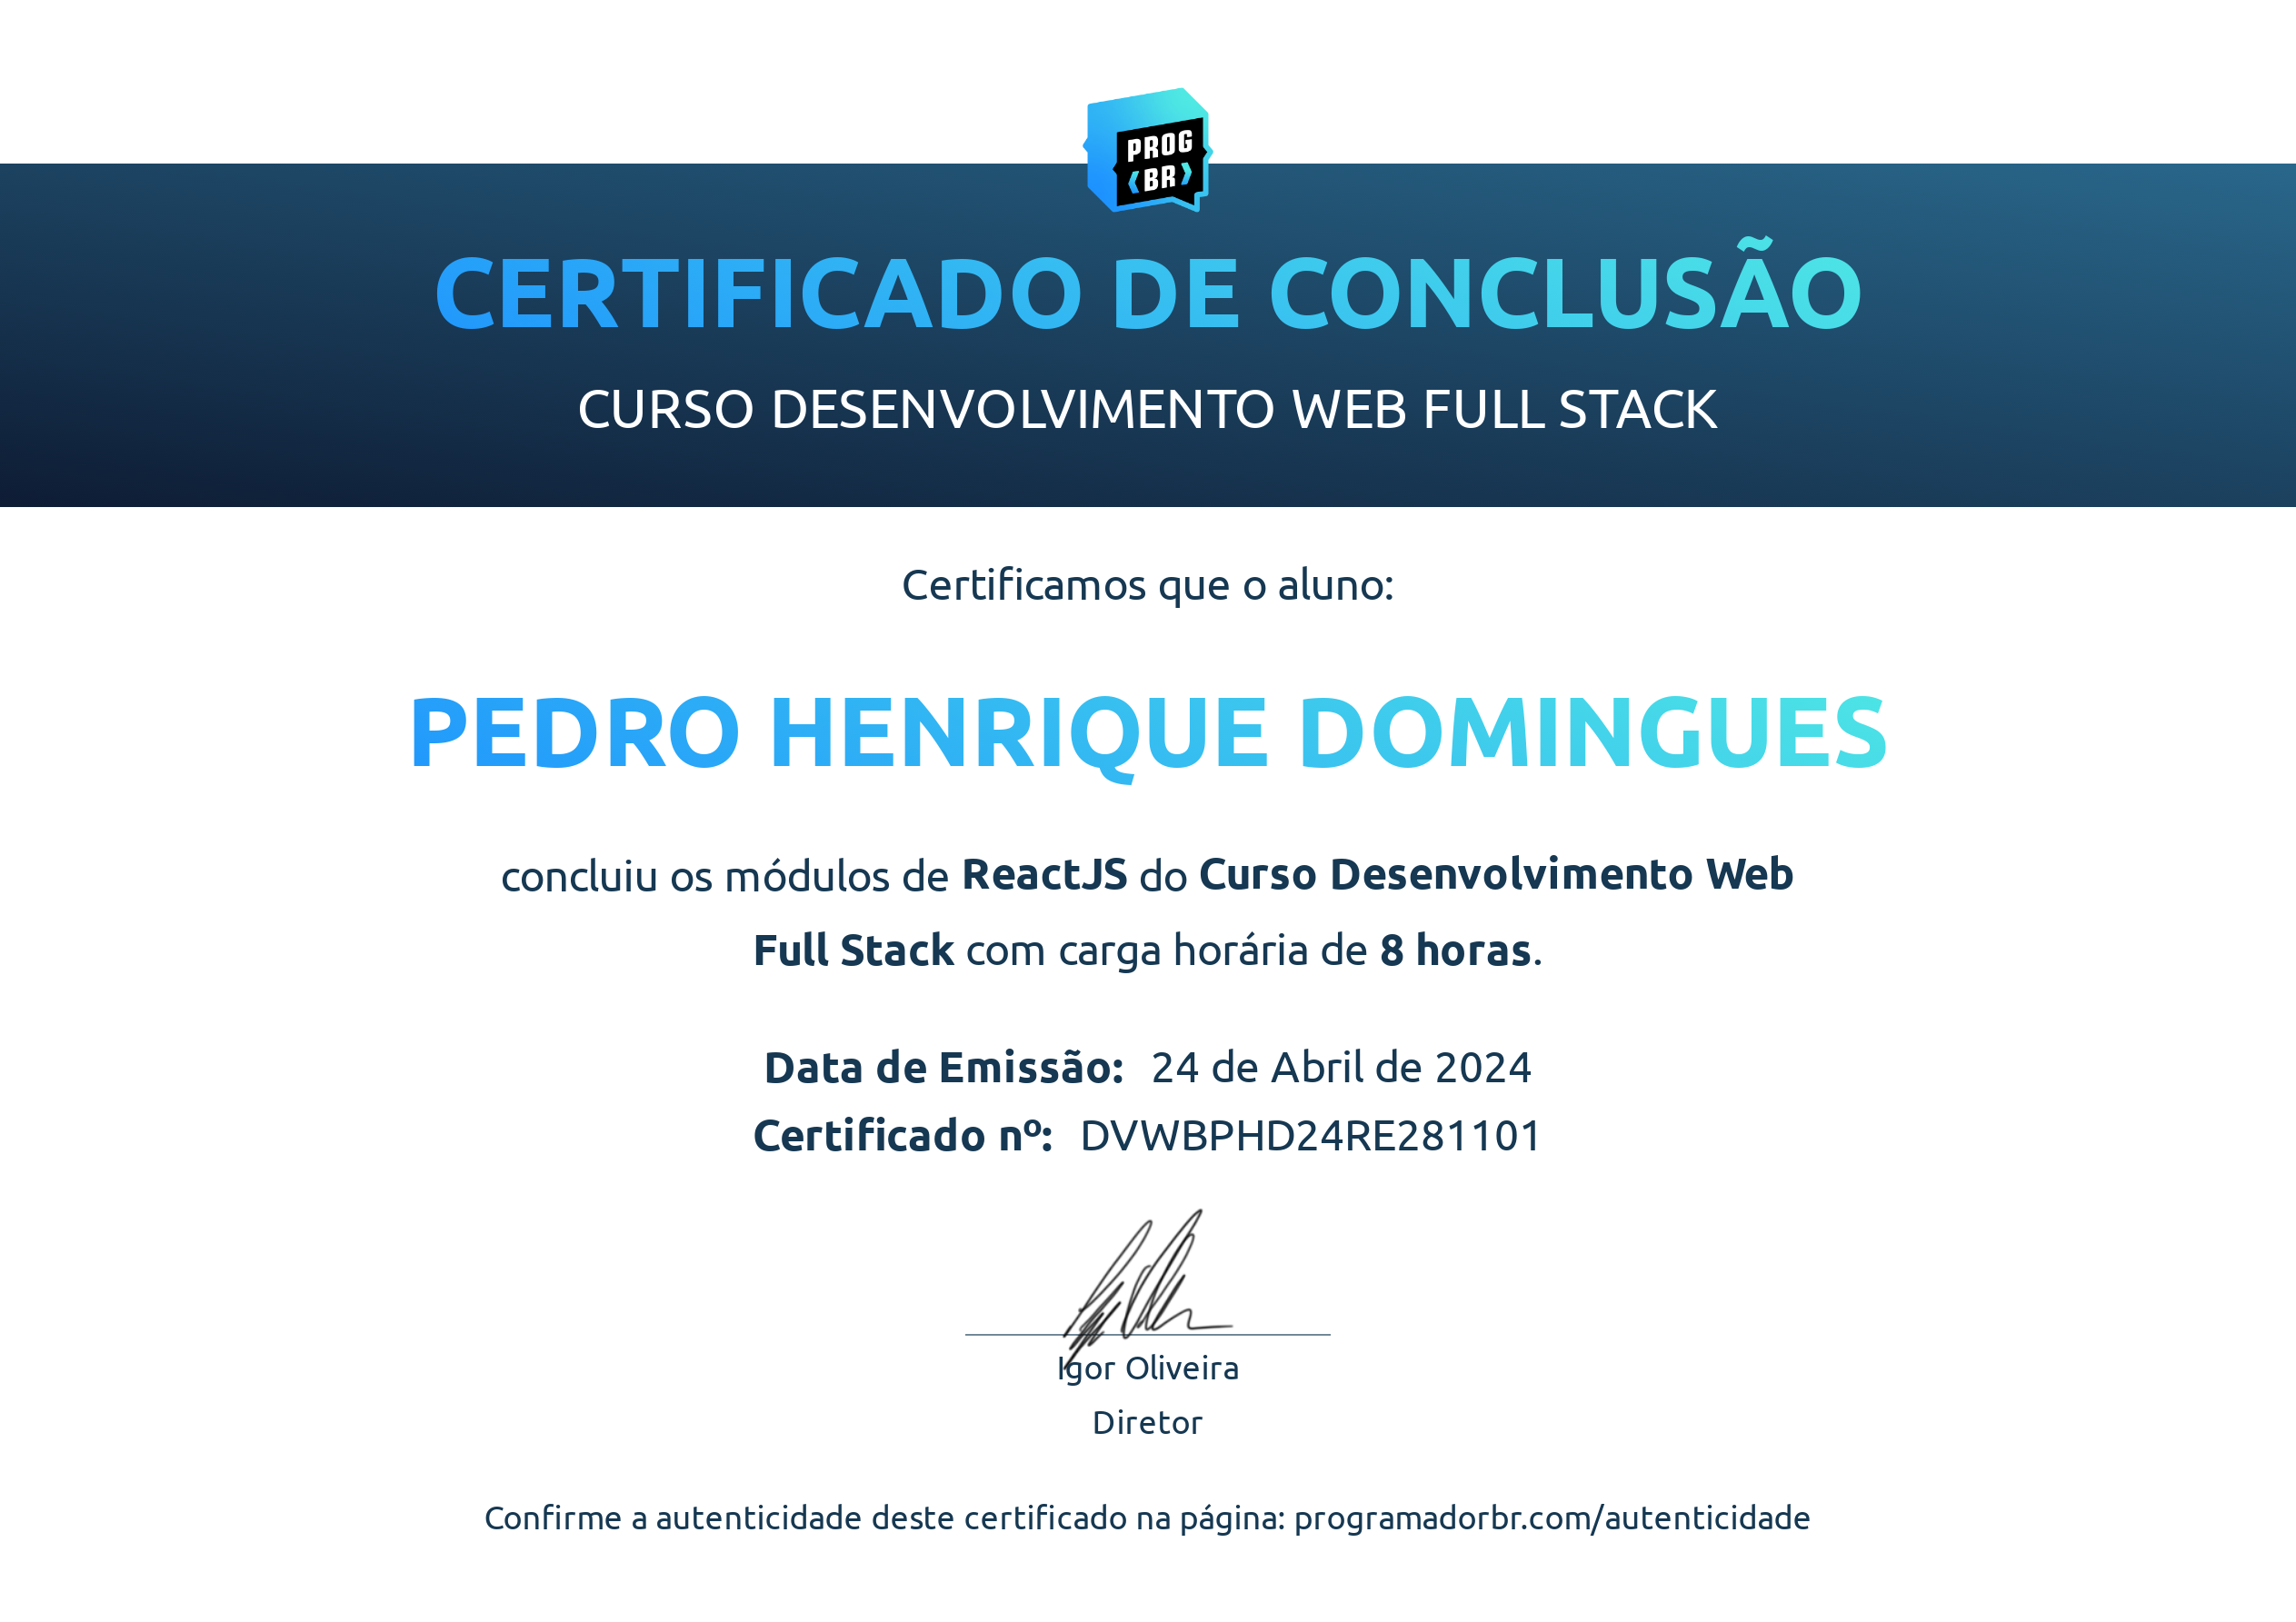 PROG
<BR>
CERTIFICADO DE CONCLUSÃO
CURSO DESENVOLVIMENTO WEB FULL STACK
Certificamos que o aluno:
PEDRO HENRIQUE DOMINGUES
concluiu os módulos de ReactJS do Curso Desenvolvimento Web
Full Stack com carga horária de 8 horas.
Data de Emissão: 24 de Abril de 2024
Certificado nº: DVWBPHD24RE281101
Igor Oliveira
Diretor
Confirme a autenticidade deste certificado na página: programadorbr.com/autenticidade